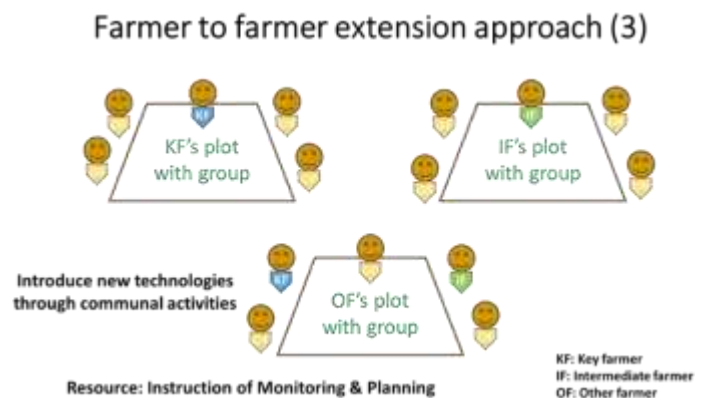 Farmer to farmer extension approach (3)
KF
KF's plot
with group
IF
IF's plot
with group
Introduce new technologies
through communal activities
KF
IF
OF's plot
with group
Resource: Instruction of Monitoring & Planning
KF: Key farmer
IF: Intermediate farmer
OF: Other farmer